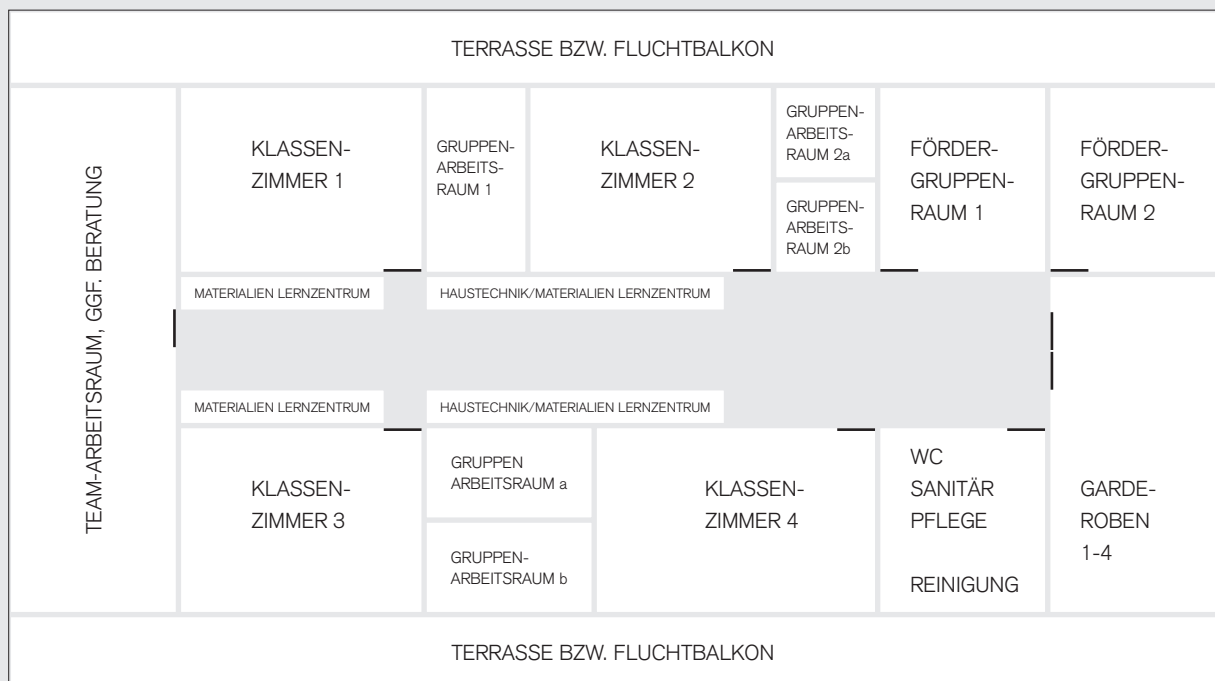 TERRASSE BZW. FLUCHTBALKON
TEAM-ARBEITSRAUM, GGF. BERATUNG
KLASSEN-
ZIMMER 1
GRUPPEN-
ARBEITS-
RAUM 1
KLASSEN-
ZIMMER 2
GRUPPEN-
ARBEITS-
RAUM 2a
GRUPPEN-
ARBEITS-
RAUM 2b
FÖRDER-
GRUPPEN-
RAUM 1
FÖRDER-
GRUPPEN-
RAUM 2
MATERIALIEN LERNZENTRUM
HAUSTECHNIK/MATERIALIEN LERNZENTRUM
MATERIALIEN LERNZENTRUM
HAUSTECHNIK/MATERIALIEN LERNZENTRUM
KLASSEN-
ZIMMER 3
GRUPPEN
ARBEITSRAUM a
GRUPPEN-
ARBEITSRAUM b
KLASSEN-
ZIMMER 4
WC
SANITÄR
PFLEGE
REINIGUNG
GARDE-
ROBEN
1-4
TERRASSE BZW. FLUCHTBALKON